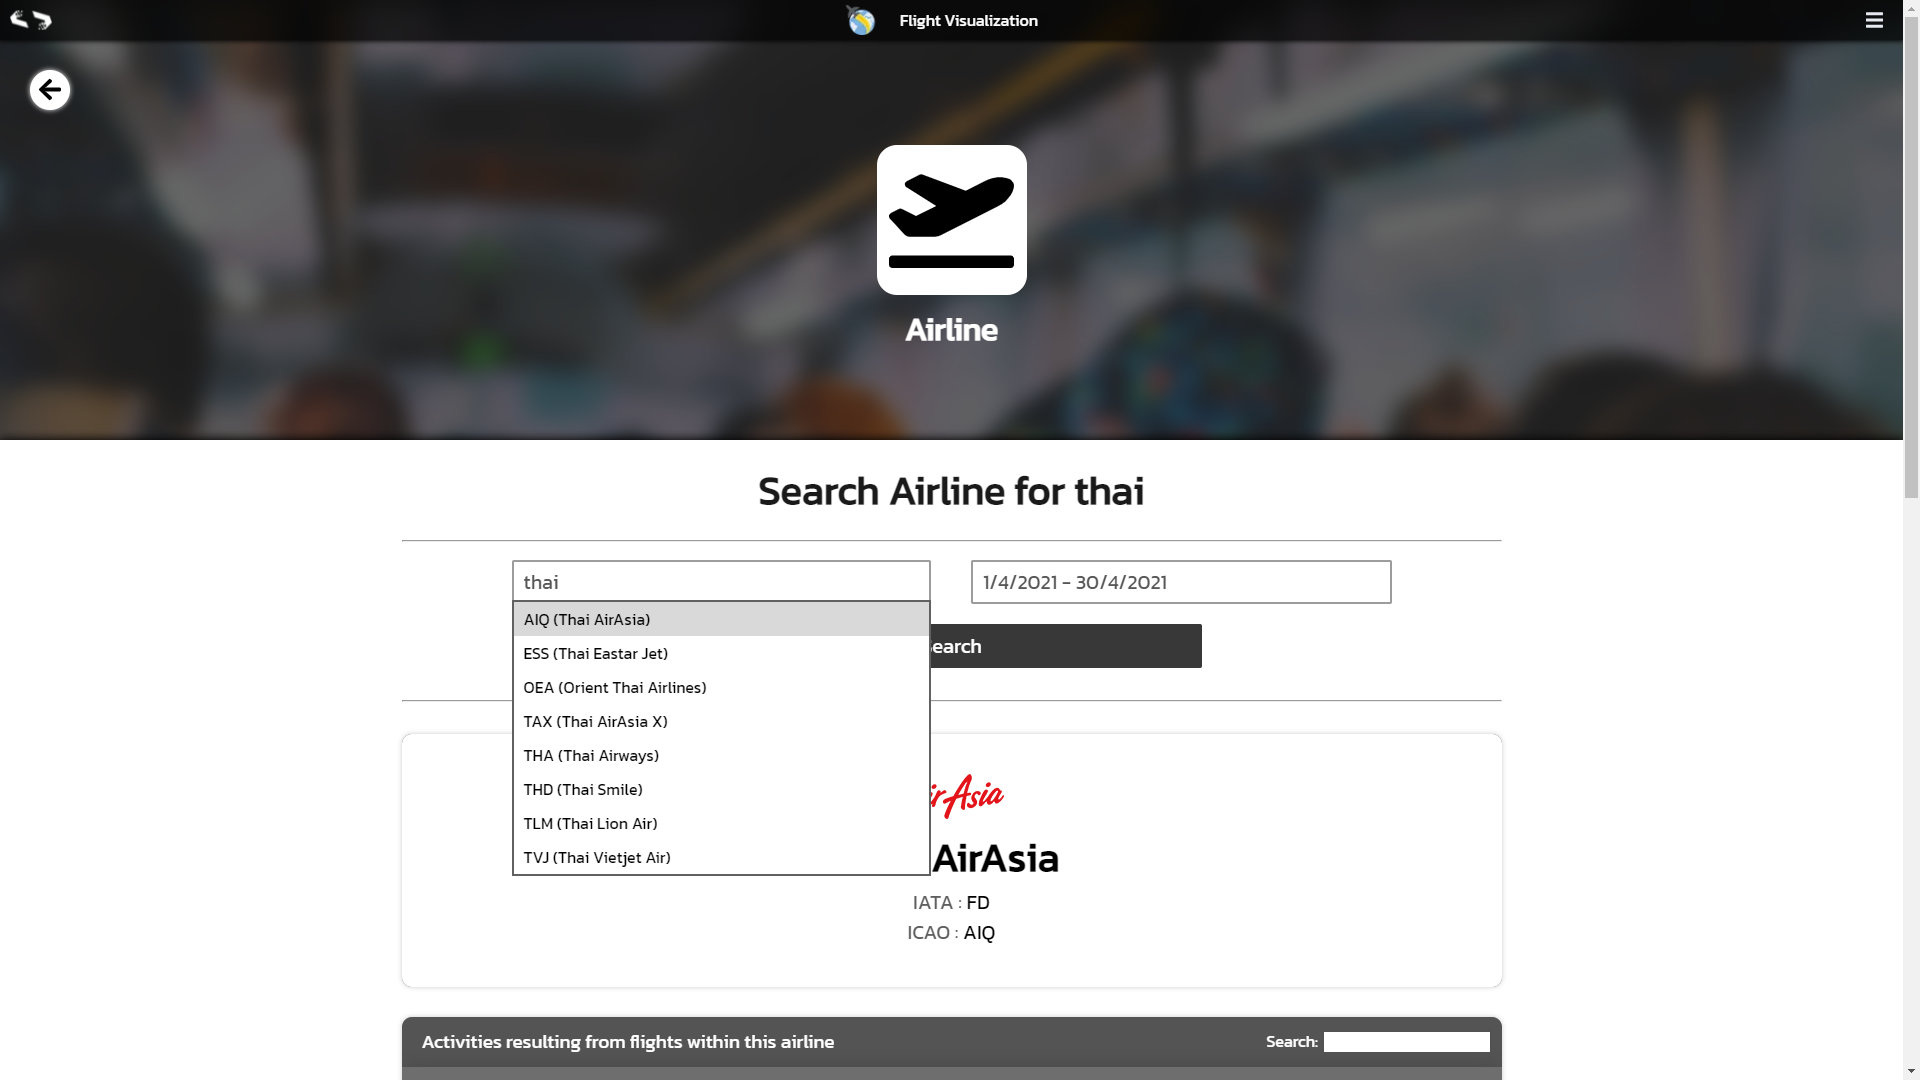 Flight Visualization
Airline
Search Airline for thai
thai
1/4/2021 - 30/4/2021
AIQ (Thai AirAsia)
ESS (Thai Eastar Jet)
OEA (Orient Thai Airlines)
TAX (Thai AirAsia X)
THA (Thai Airways)
THD (Thai Smile)
TLM (Thai Lion Air)
TVJ (Thai Vietjet Air)
earch
irAsia
AirAsia
IATA : FD
ICAO : AIQ
Activities resulting from flights within this airline
Search: